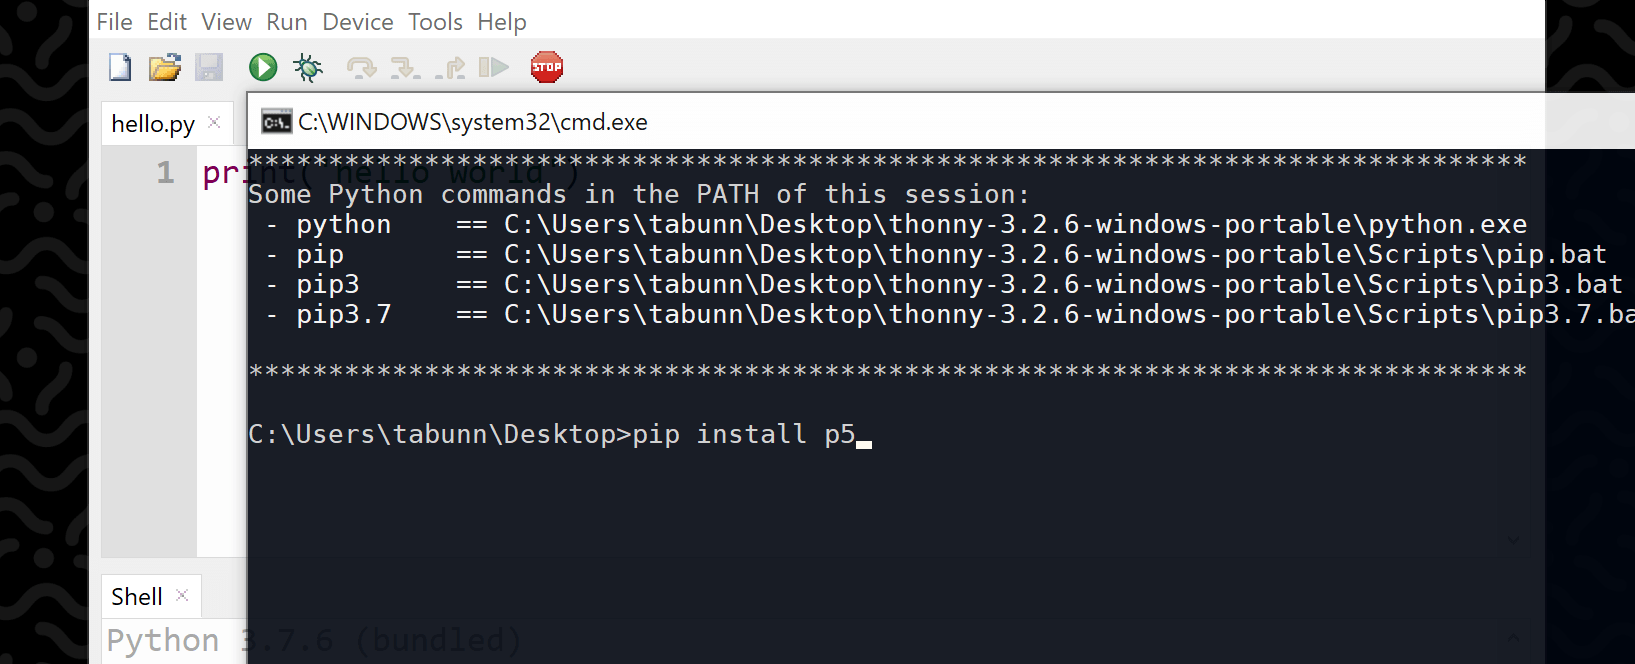 File Edit View Run Device Tools Help
STOP
hello.py
C:\WINDOWS\system32\cmd.exe
1 print("hello world")
********************************************************************************
Some Python commands in the PATH of this session:
- python == C:\Users\tabunn\Desktop\thonny-3.2.6-windows-portable\python.exe
- pip == C:\Users\tabunn\Desktop\thonny-3.2.6-windows-portable\Scripts\pip.bat
- pip3 == C:\Users\tabunn\Desktop\thonny-3.2.6-windows-portable\Scripts\pip3.bat
- pip3.7 == C:\Users\tabunn\Desktop\thonny-3.2.6-windows-portable\Scripts\pip3.7.ba
********************************************************************************
C:\Users\tabunn\Desktop>pip install p5_
Shell
Python 3.7.6 (bundled)